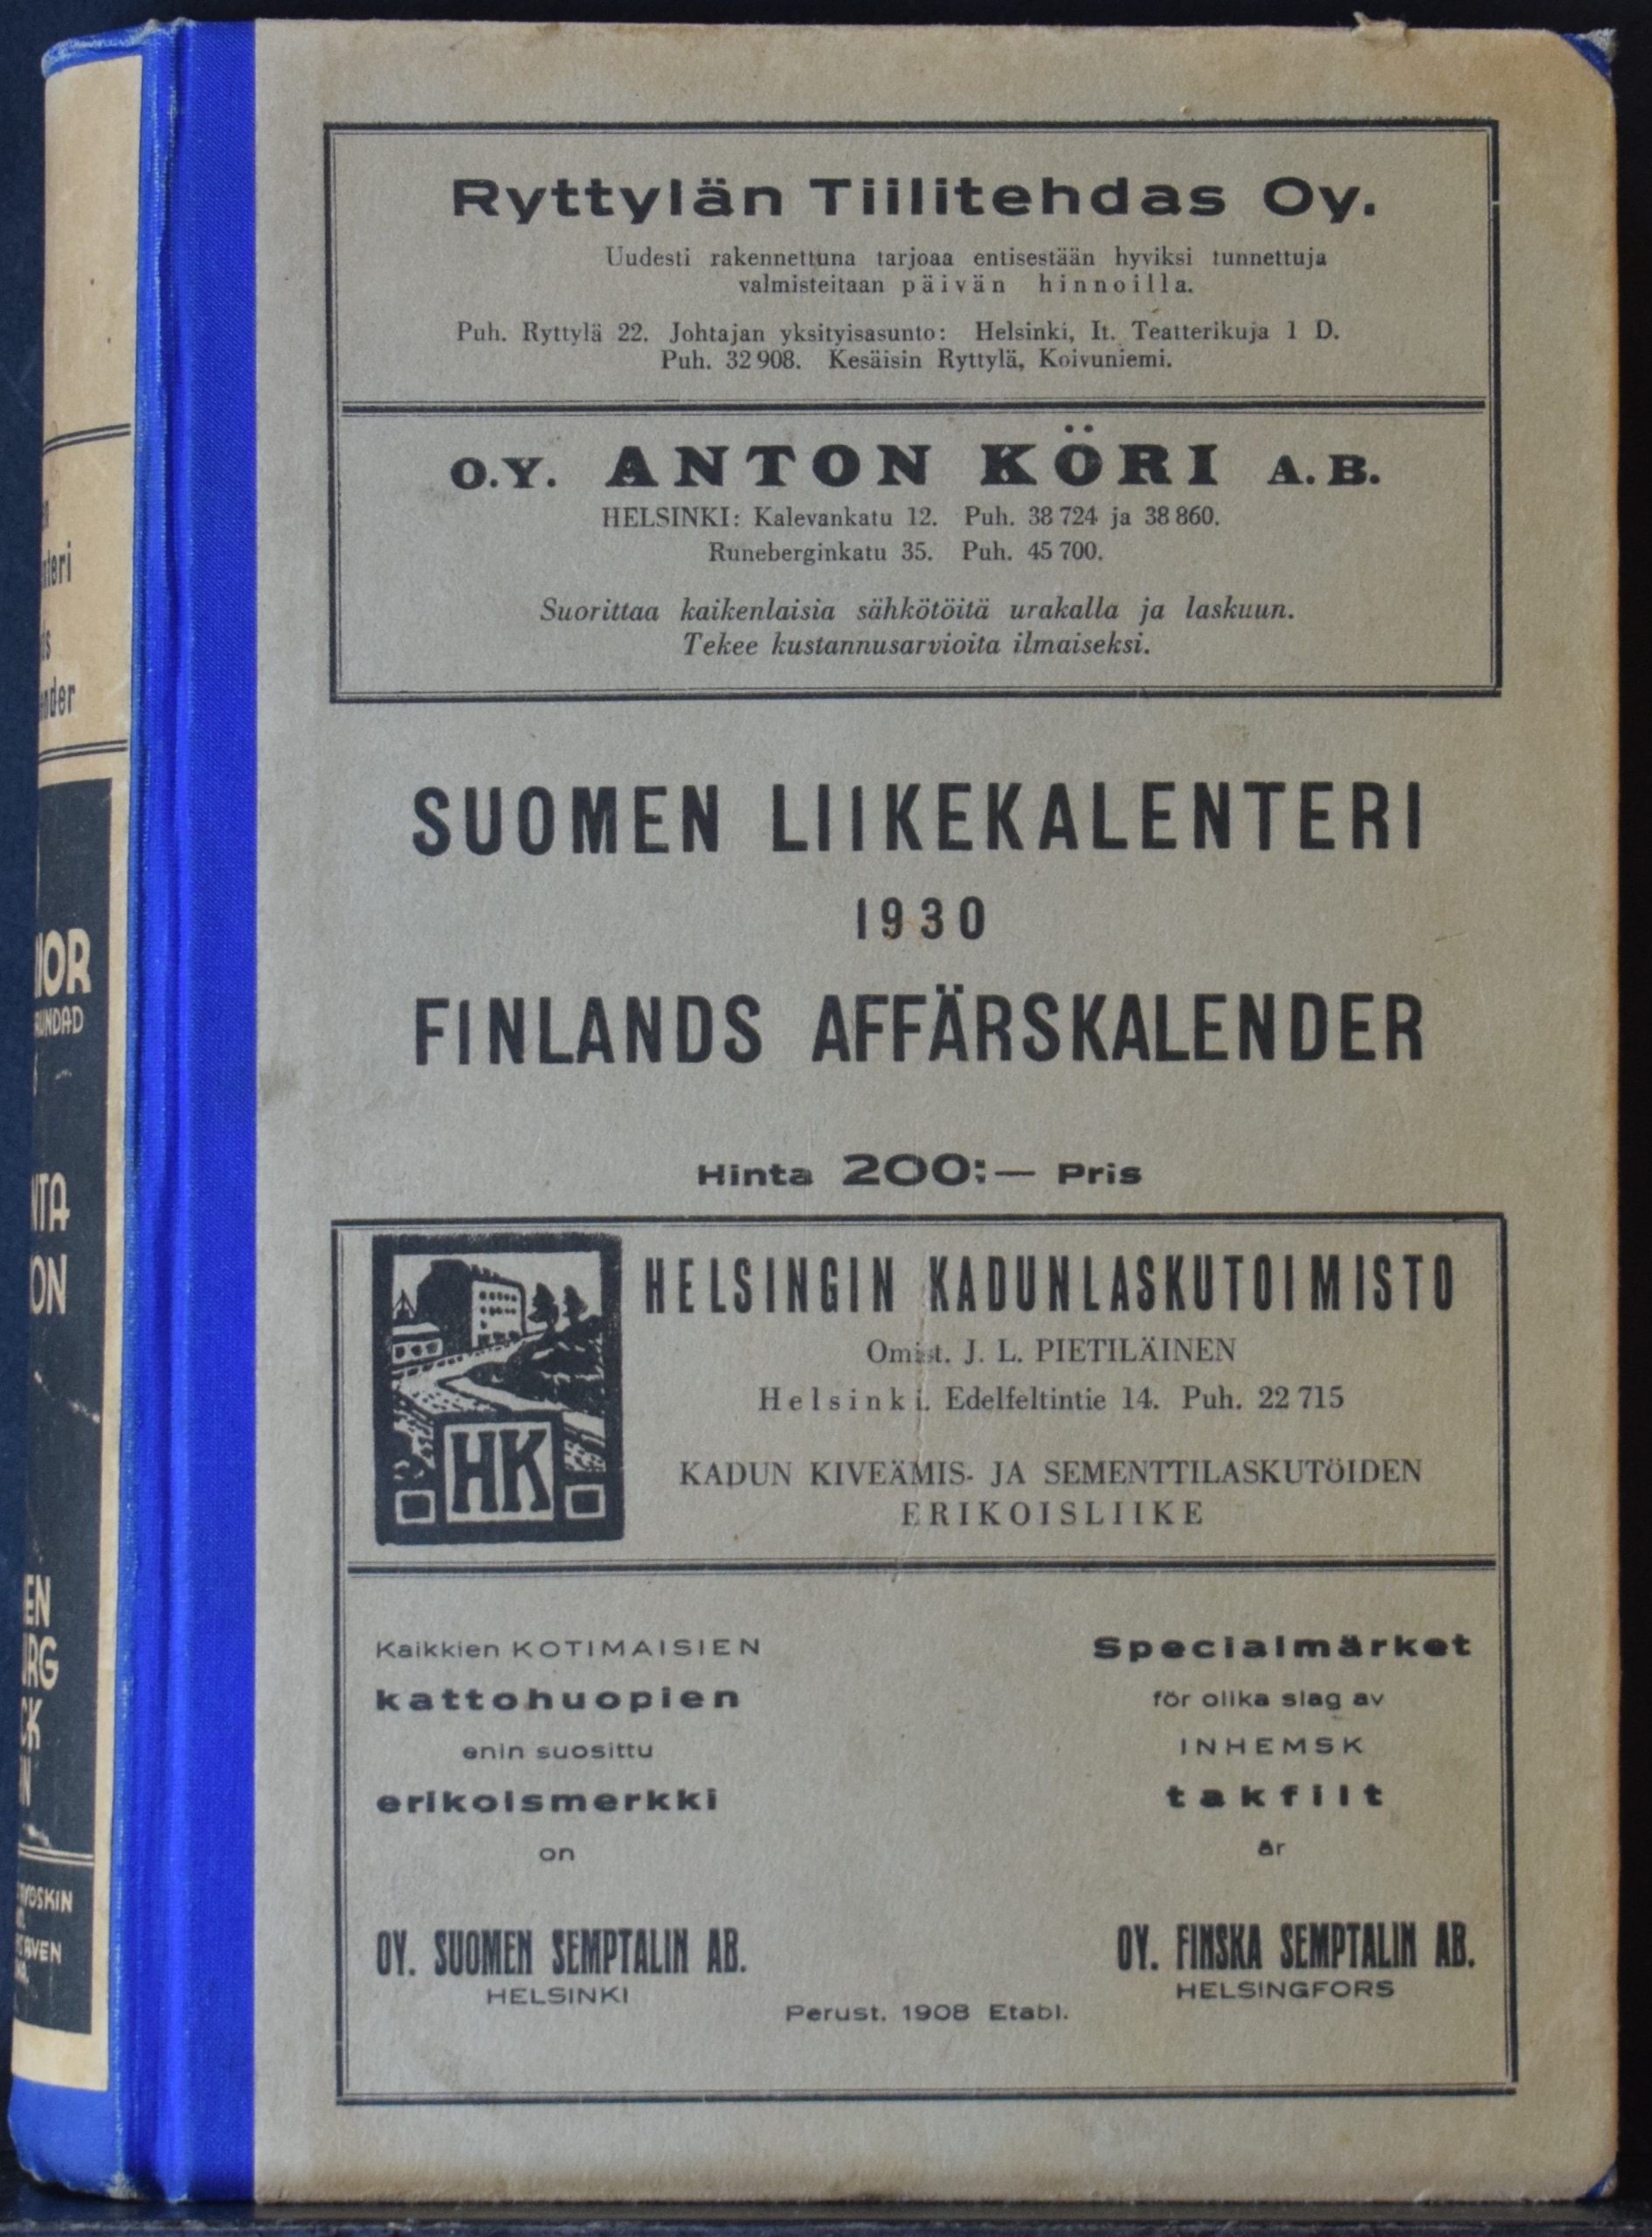 Ryttylän Tiilitehdas Oy.
Uudesti rakennettuna tarjoaa entisestään hyviksi tunnettuja
valmisteitaan päivän hinnoilla.
Puh. Ryttylä 22. Johtajan yksityisasunto: Helsinki, It. Teatterikuja 1 D.
Puh. 32 908. Kesäisin Ryttylä, Koivuniemi.
O.Y. ANTON KÖRI A.B.
HELSINKI: Kalevankatu 12. Puh. 38 724 ja 38 860.
Runeberginkatu 35. Puh. 45 700.
Suorittaa kaikenlaisia sähkötöitä urakalla ja laskuun.
Tekee kustannusarvioita ilmaiseksi.
SUOMEN LIIKEKALENTERI
1930
FINLANDS AFFÄRSKALENDER
Hinta 200:— Pris
HELSINGIN KADUNLASKUTOIMISTO
Omist. J. L. PIETILÄINEN
Helsinki. Edelfeltintie 14. Puh. 22 715
KADUN KIVEÄMIS- JA SEMENTTILASKUTÖIDEN
ERIKOISLIIKE
HK
Kaikkien KOTIMAISIEN
kattohuopien
enin suosittu
erikoismerkki
on
OY. SUOMEN SEMPTALIN AB.
HELSINKI
Specialmärket
för olika slag av
INHEMSK
takfilt
är
OY. FINSKA SEMPTALIN AB.
HELSINGFORS
Perust. 1908 Etabl.